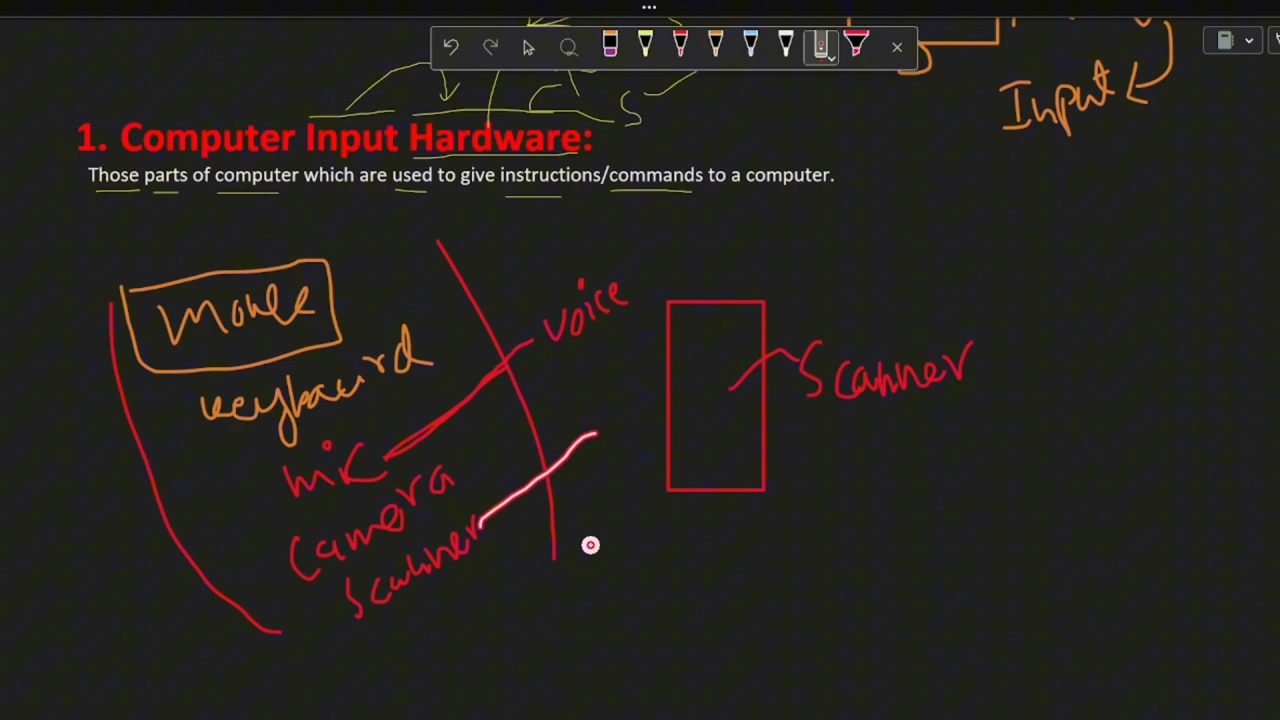 Input
S
1. Computer Input Hardware:
Those parts of computer which are used to give instructions/commands to a computer.
mouse
keyboard
mic
voice
camera
scanner
Scanner